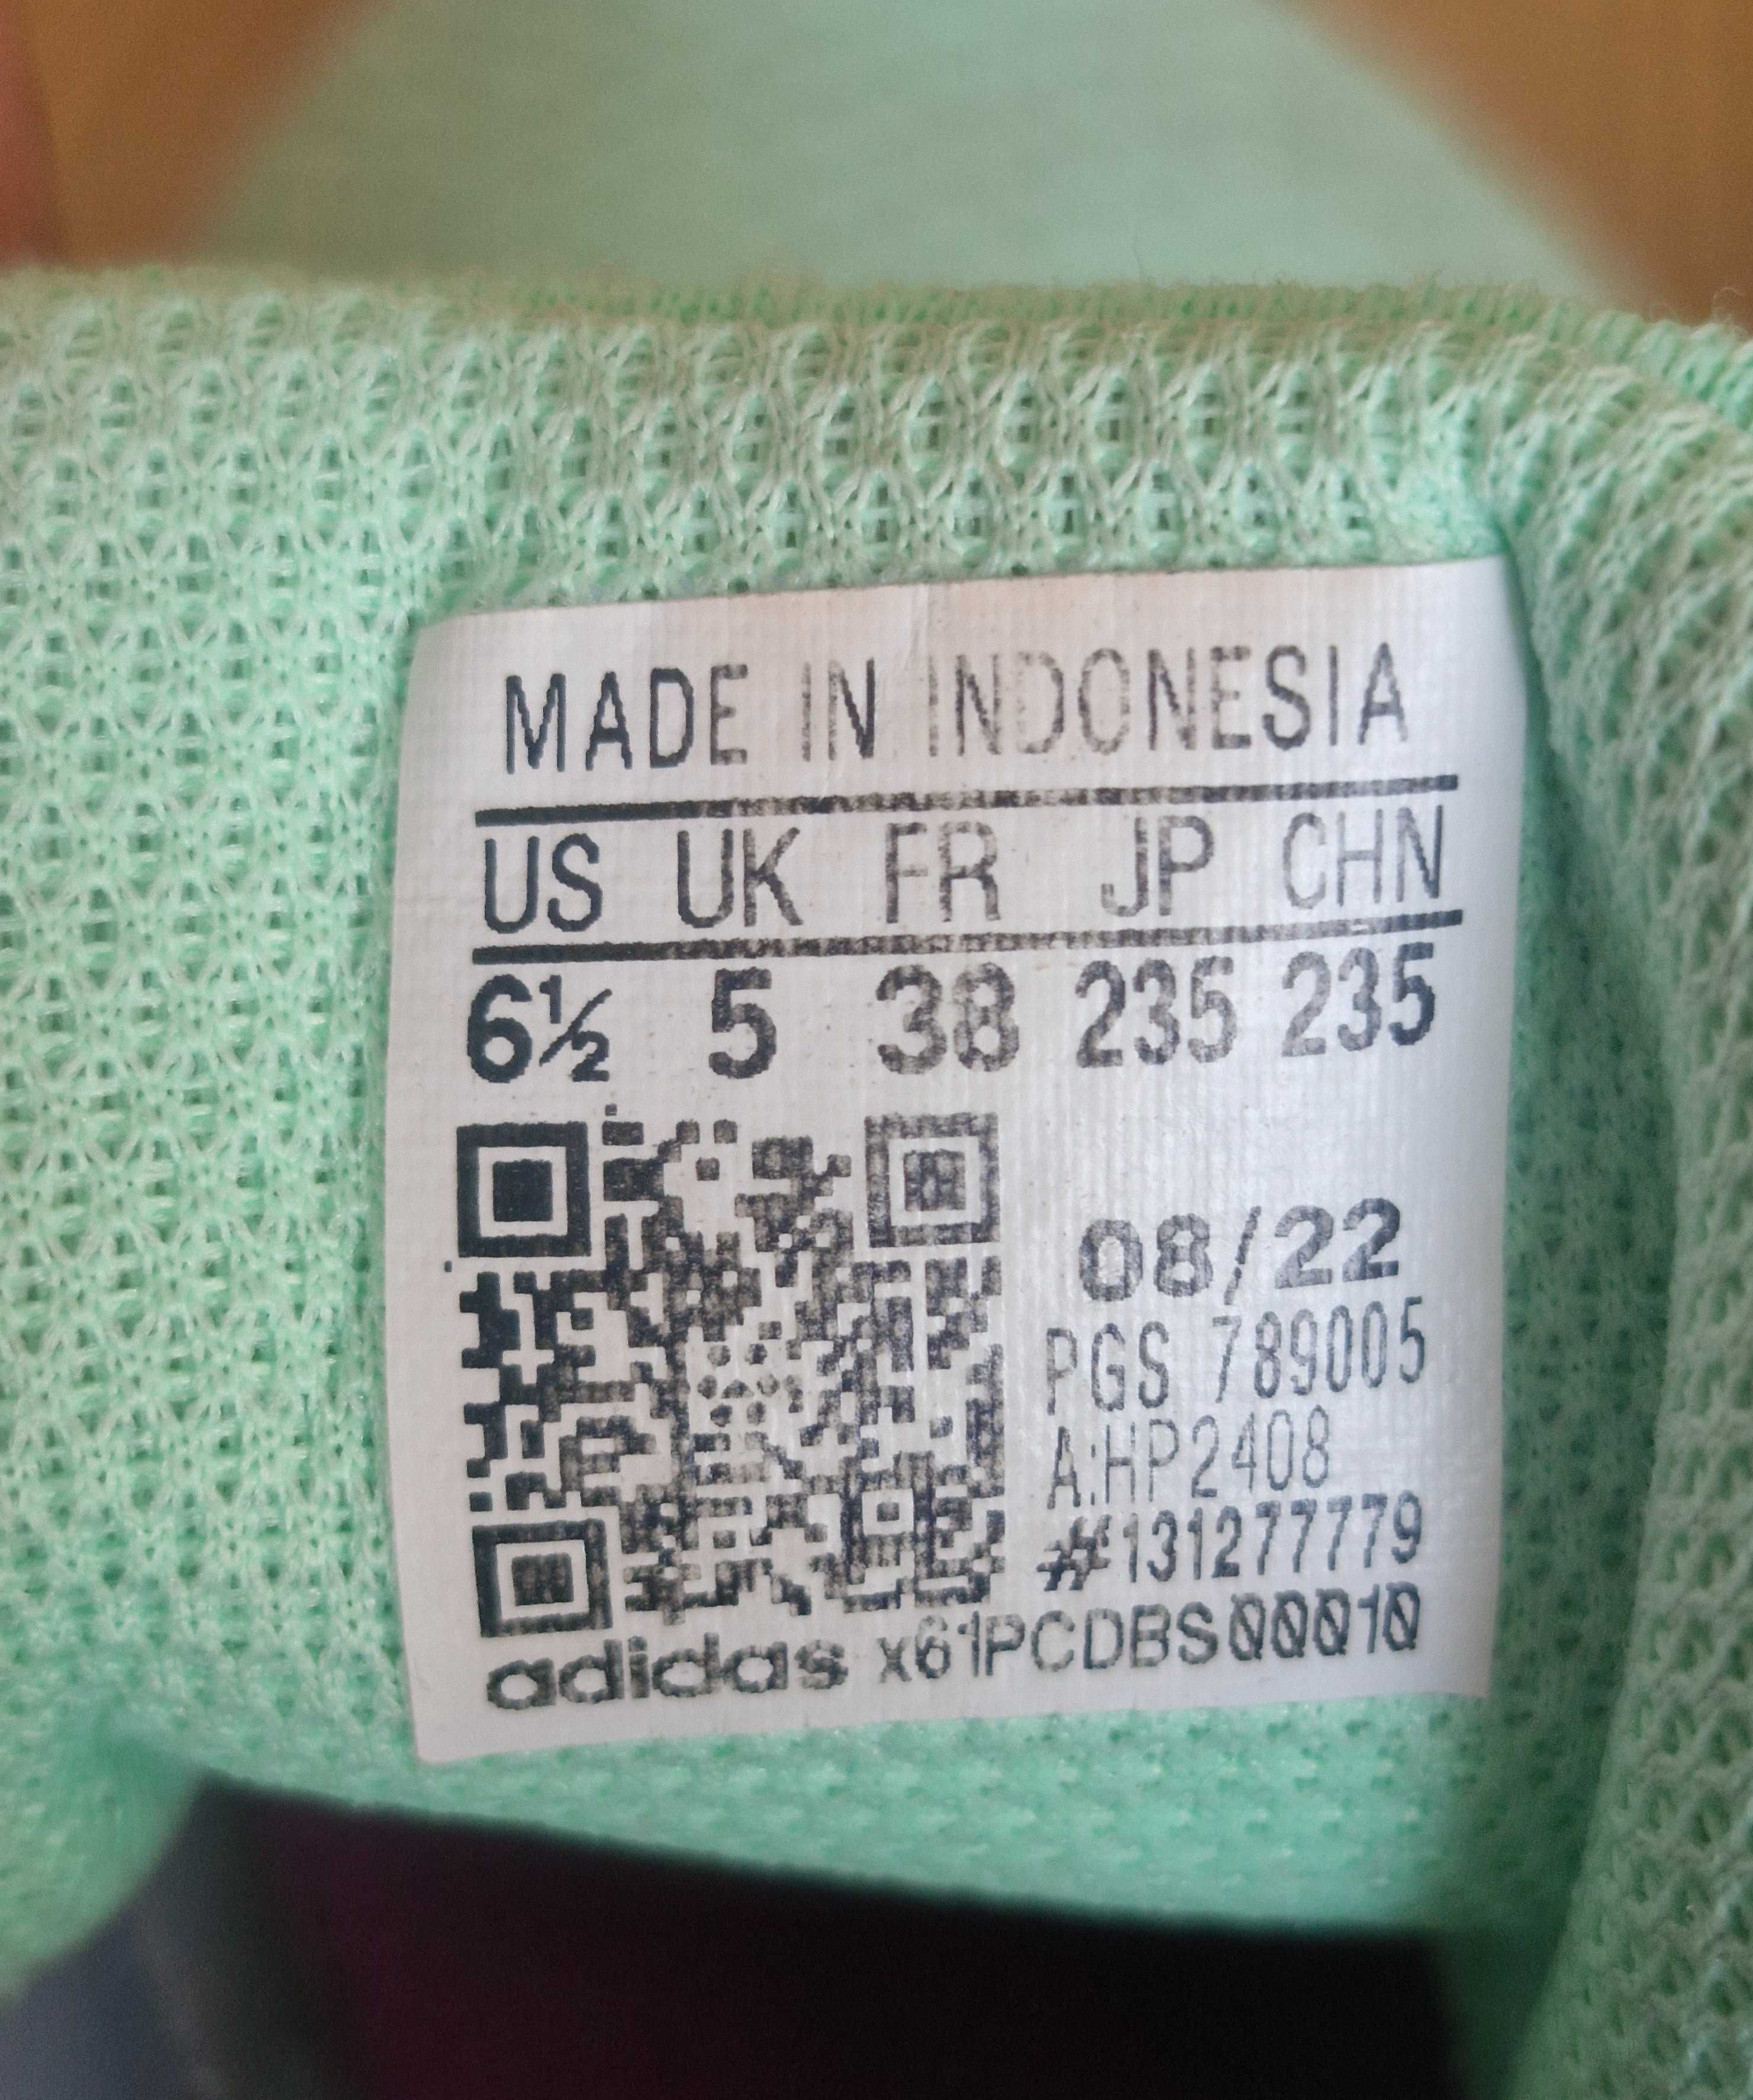 MADE IN INDONESIA
US UK FR JP CHN
6½ 5 38 235 235
08/22
PGS 789005
A:HP2408
#131277779
adidas x61PCDBS00010